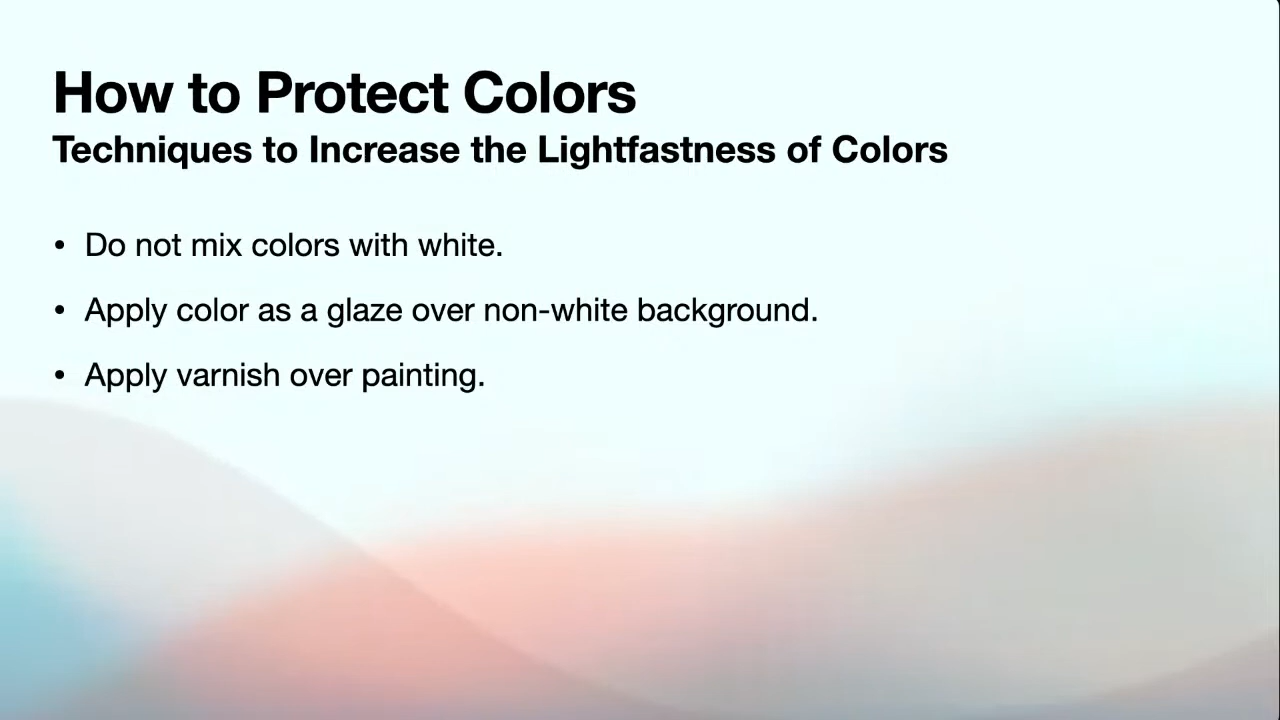 How to Protect Colors
Techniques to Increase the Lightfastness of Colors
• Do not mix colors with white.
• Apply color as a glaze over non-white background.
• Apply varnish over painting.